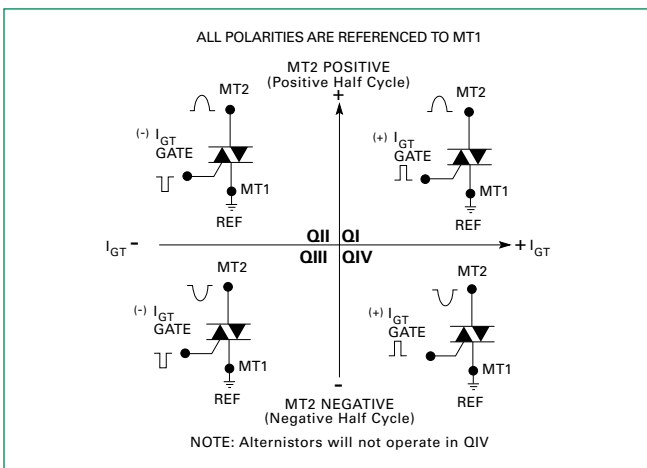 ALL POLARITIES ARE REFERENCED TO MT1
MT2 POSITIVE
(Positive Half Cycle)
+
MT2
(-) IGT
GATE
MT1
REF
MT2
(+) IGT
GATE
MT1
REF
IGT -
QII QI
QIII QIV
+ IGT
MT2
(-) IGT
GATE
MT1
REF
MT2
(+) IGT
GATE
MT1
REF
-
MT2 NEGATIVE
(Negative Half Cycle)
NOTE: Alternistors will not operate in QIV